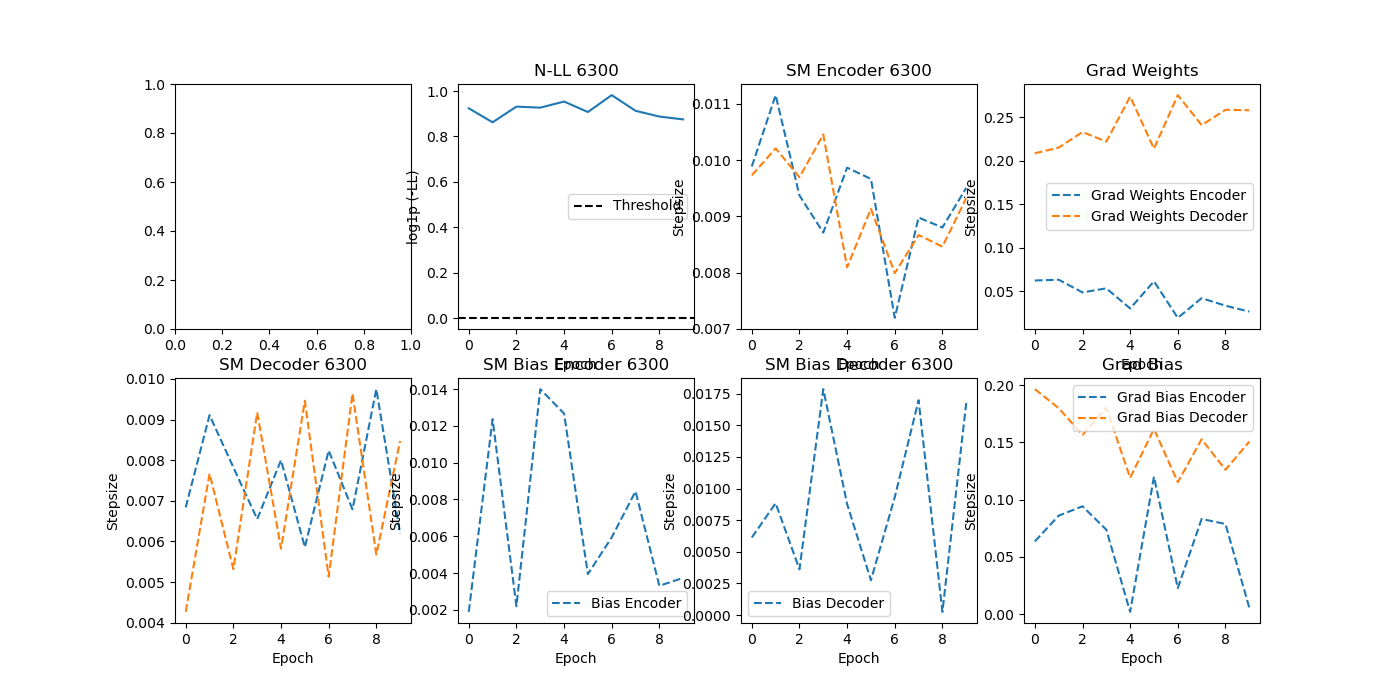 N-LL 6300
SM Encoder 6300
Grad Weights
1.0
0.8
0.6
0.4
0.2
0.0
0.0 0.2 0.4 0.6 0.8 1.0
log1p (-LL)
1.0
0.8
0.6
0.4
0.2
0.0
Threshold
0 2 4 6 8
Epoch
Stepsize
0.011
0.010
0.009
0.008
0.007
0 2 4 6 8
Epoch
Stepsize
0.25
0.20
0.15
0.10
0.05
Grad Weights Encoder
Grad Weights Decoder
0 2 4 6 8
Epoch
SM Decoder 6300
SM Bias Encoder 6300
SM Bias Decoder 6300
Grad Bias
Stepsize
0.010
0.009
0.008
0.007
0.006
0.005
0.004
0 2 4 6 8
Epoch
Stepsize
0.014
0.012
0.010
0.008
0.006
0.004
0.002
Bias Encoder
0 2 4 6 8
Epoch
Stepsize
0.0175
0.0150
0.0125
0.0100
0.0075
0.0050
0.0025
0.0000
Bias Decoder
0 2 4 6 8
Epoch
Stepsize
0.20
0.15
0.10
0.05
0.00
Grad Bias Encoder
Grad Bias Decoder
0 2 4 6 8
Epoch